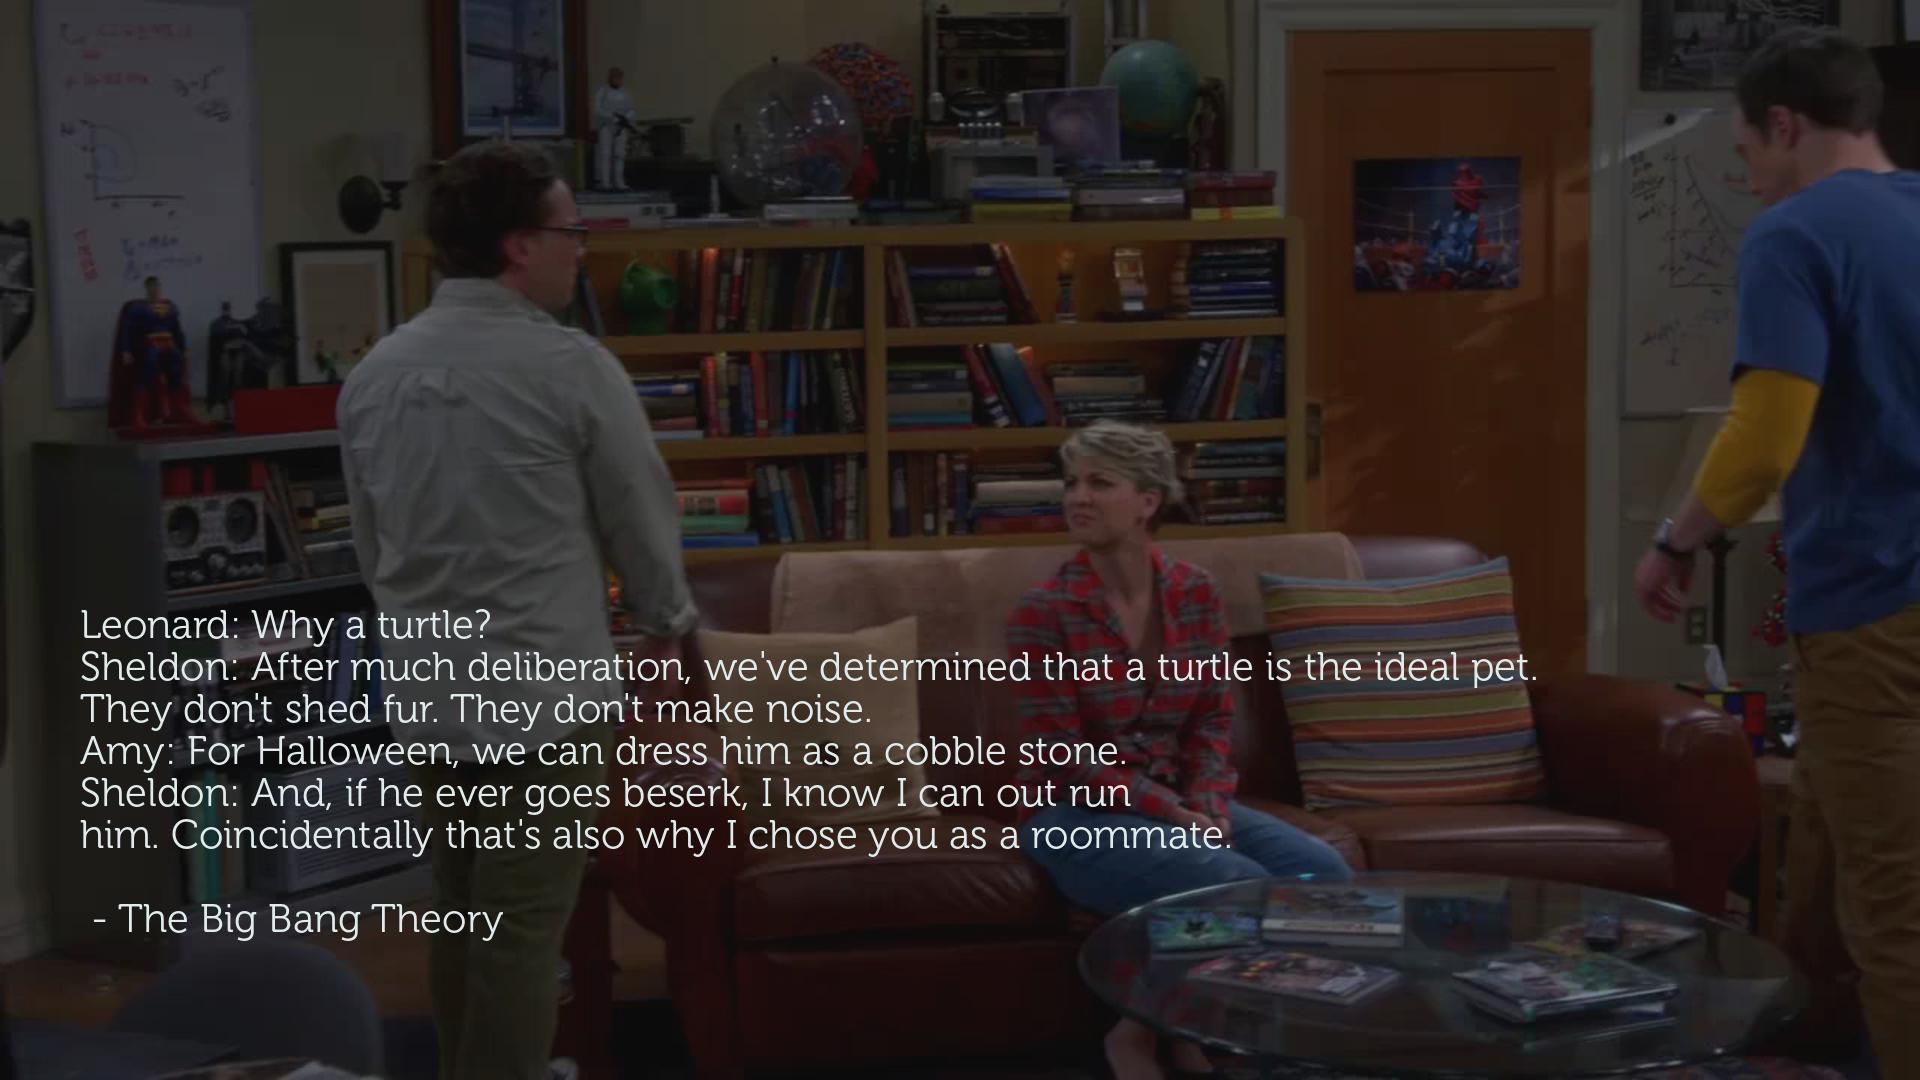 Leonard: Why a turtle?
Sheldon: After much deliberation, we've determined that a turtle is the ideal pet.
They don't shed fur. They don't make noise.
Amy: For Halloween, we can dress him as a cobble stone.
Sheldon: And, if he ever goes beserk, I know I can out run
him. Coincidentally that's also why I chose you as a roommate.
- The Big Bang Theory